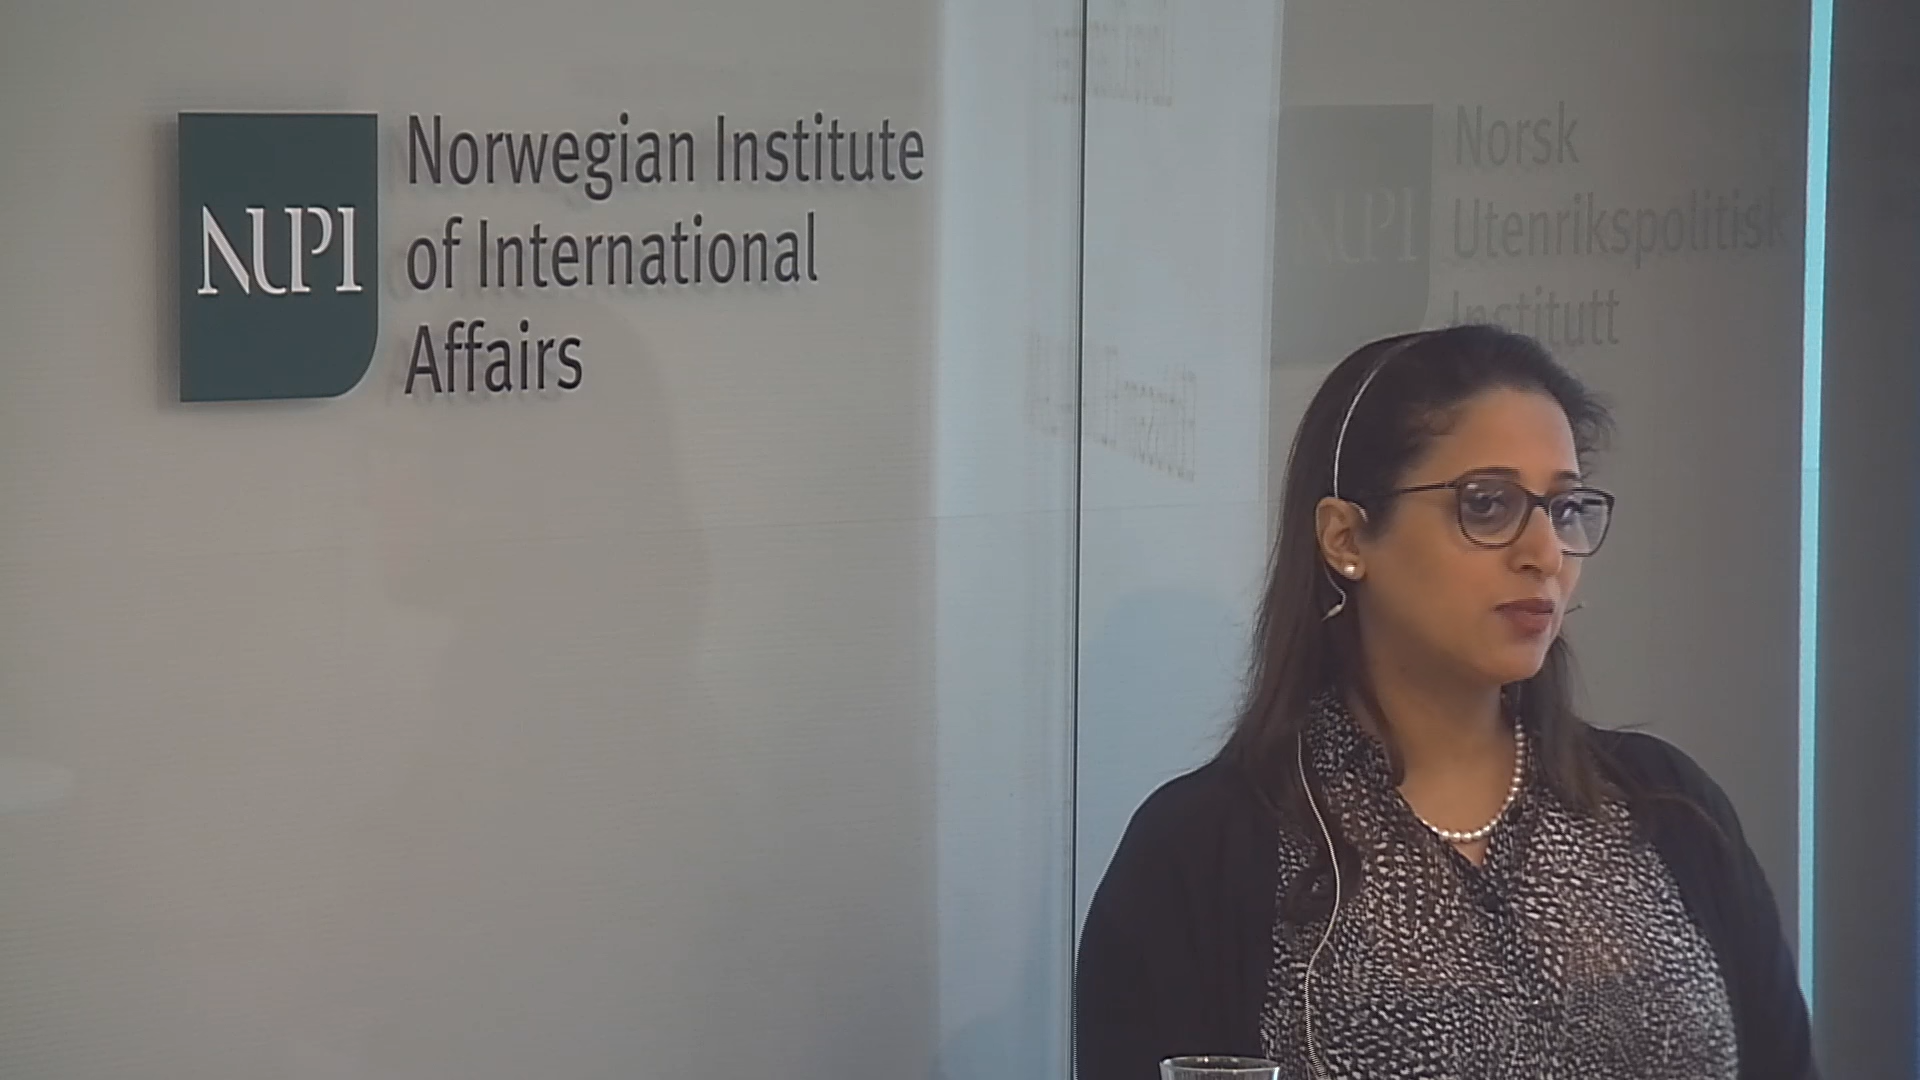 NUPI
Norwegian Institute
of International
Affairs
NUPI
Norsk
Utenrikspolitisk
Institutt